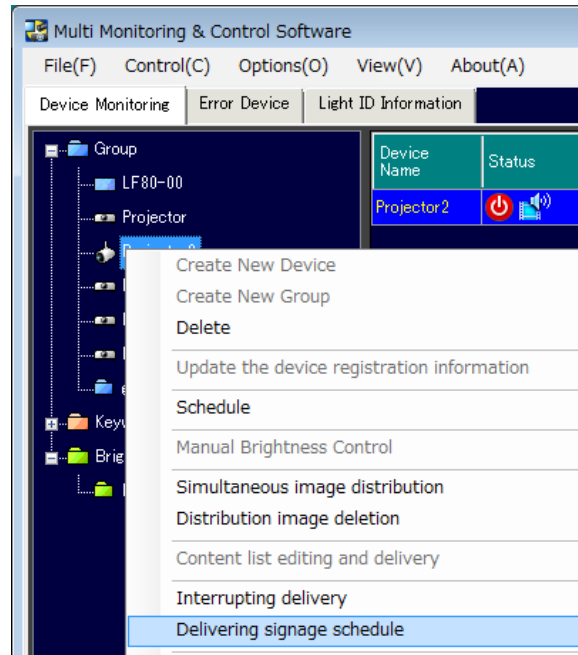 Multi Monitoring & Control Software
File(F) Control(C) Options(O) View(V) About(A)
Device Monitoring Error Device Light ID Information
Group
LF80-00
Projector
Device Name Status
Projector2
Create New Device
Create New Group
Delete
Update the device registration information
Schedule
Manual Brightness Control
Simultaneous image distribution
Distribution image deletion
Content list editing and delivery
Interrupting delivery
Delivering signage schedule